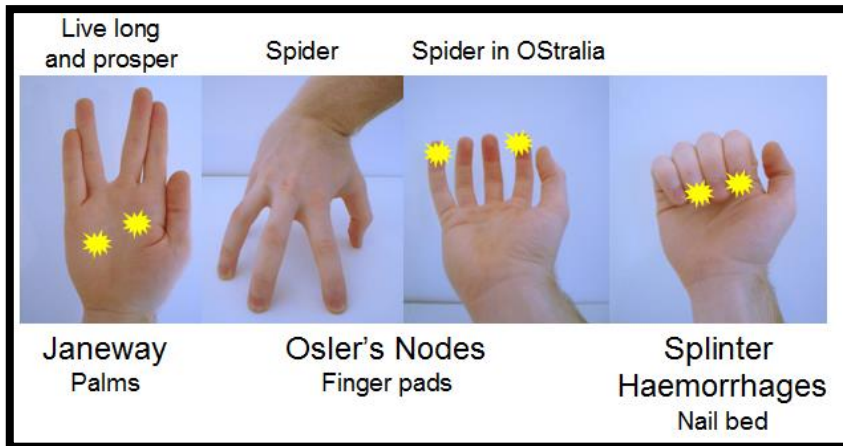 Live long
and prosper
Spider
Spider in OStralia
Janeway
Palms
Osler's Nodes
Finger pads
Splinter
Haemorrhages
Nail bed